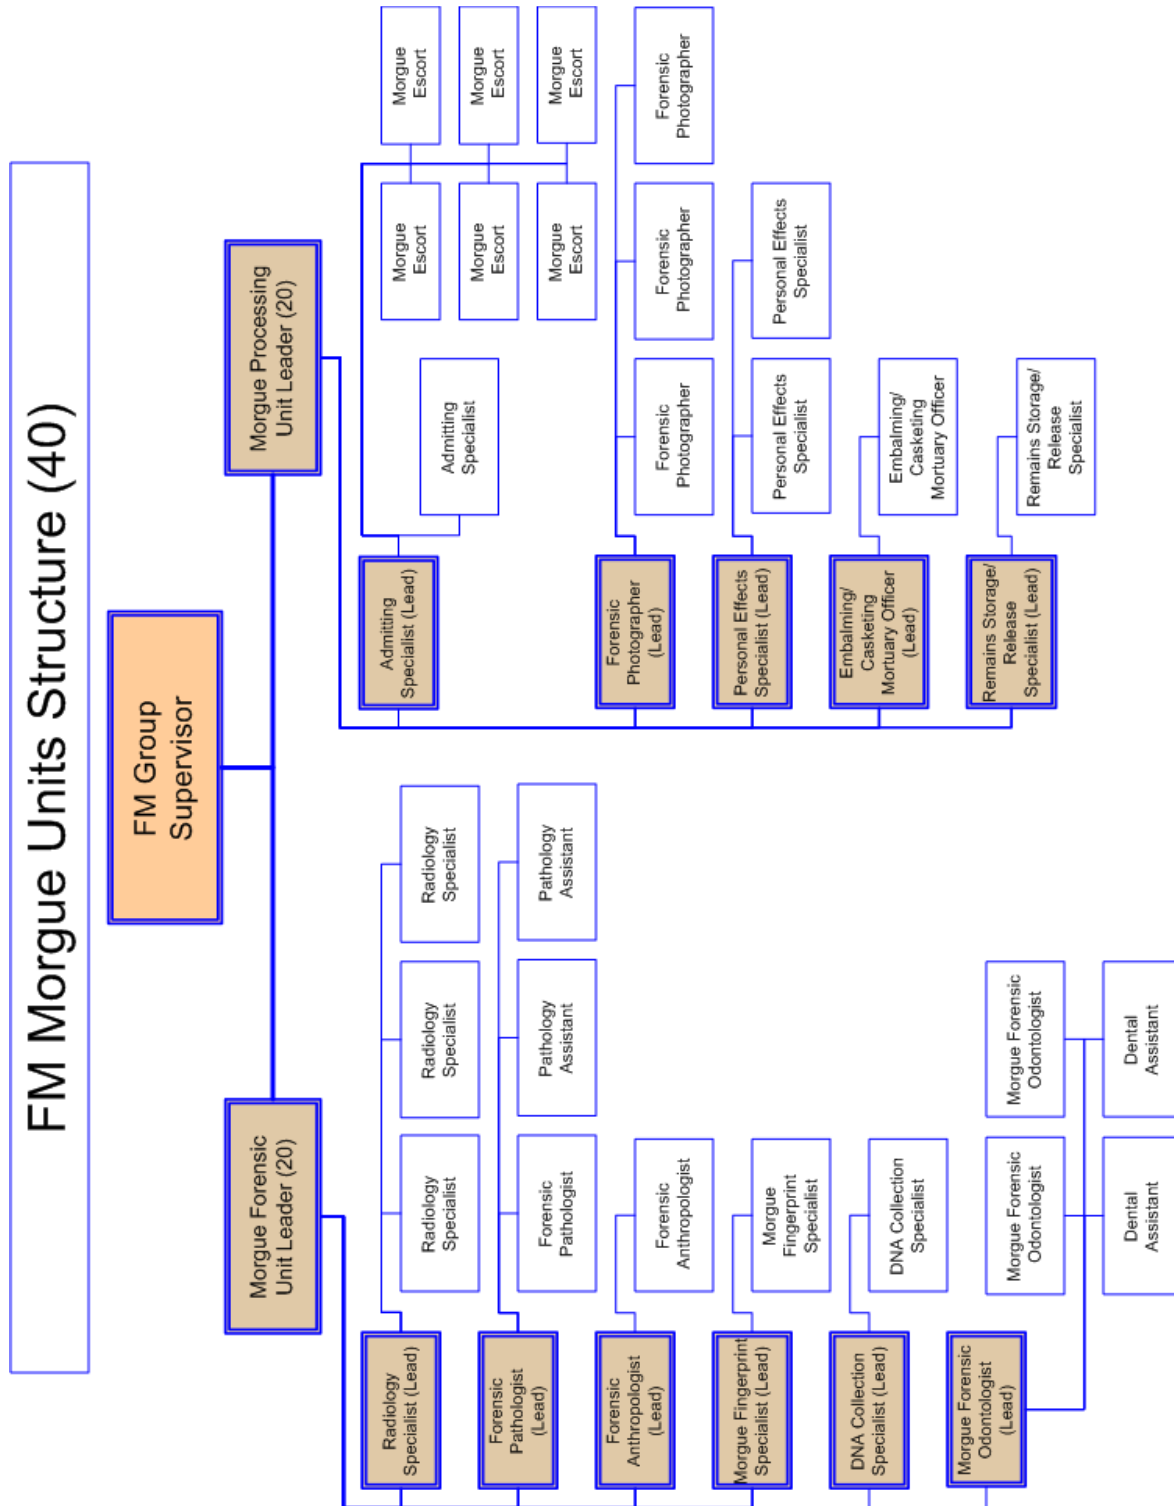 FM Morgue Units Structure (40)
FM Group
Supervisor
Morgue Forensic
Unit Leader (20)
Morgue Processing
Unit Leader (20)
Radiology
Specialist (Lead)
Radiology
Specialist
Radiology
Specialist
Radiology
Specialist
Forensic
Pathologist
(Lead)
Forensic
Pathologist
Pathology
Assistant
Pathology
Assistant
Forensic
Anthropologist
(Lead)
Forensic
Anthropologist
Morgue Fingerprint
Specialist (Lead)
Morgue
Fingerprint
Specialist
DNA Collection
Specialist (Lead)
DNA Collection
Specialist
Morgue Forensic
Odontologist
(Lead)
Morgue Forensic
Odontologist
Morgue Forensic
Odontologist
Dental
Assistant
Dental
Assistant
Admitting
Specialist (Lead)
Admitting
Specialist
Morgue
Escort
Morgue
Escort
Morgue
Escort
Morgue
Escort
Morgue
Escort
Morgue
Escort
Forensic
Photographer
(Lead)
Forensic
Photographer
Forensic
Photographer
Forensic
Photographer
Personal Effects
Specialist (Lead)
Personal Effects
Specialist
Personal Effects
Specialist
Embalming/
Casketing
Mortuary Officer
(Lead)
Embalming/
Casketing
Mortuary Officer
Remains Storage/
Release
Specialist (Lead)
Remains Storage/
Release
Specialist